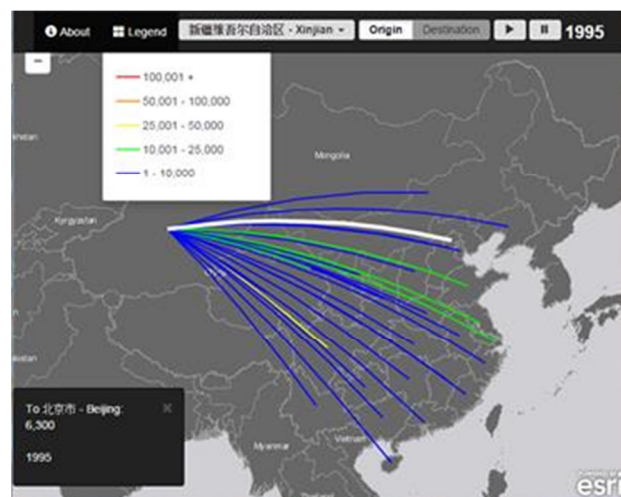 About
Legend
新疆维吾尔自治区 - Xinjian
Origin
Destination
1995
100,001 +
50,001 - 100,000
25,001 - 50,000
10,001 - 25,000
1 - 10,000
Mongolia
Kyrgyzstan
China
Myanmar
Vietnam
To 北京市 - Beijing:
6,300
1995
esri